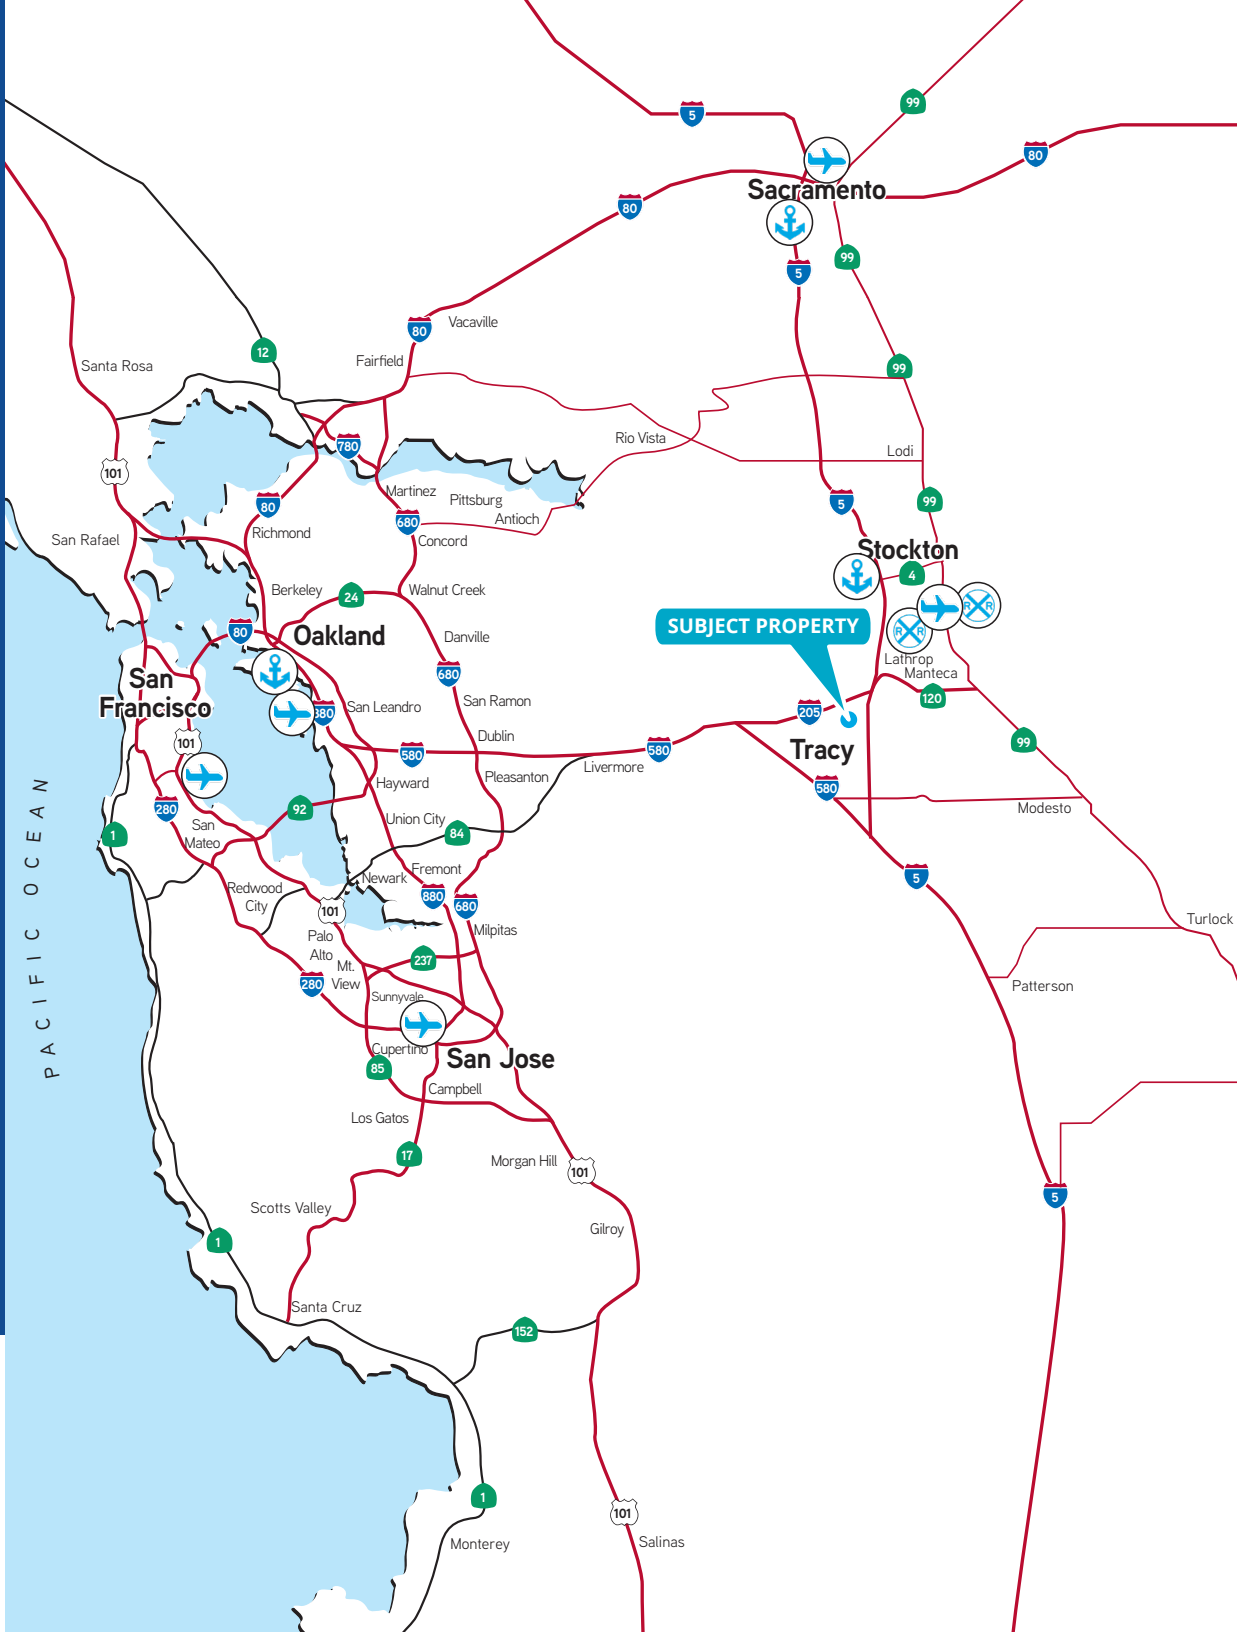 99
5
80
Sacramento
80
99
5
Vacaville
80
12
Fairfield
Santa Rosa
99
Rio Vista
780
Lodi
101
Martinez
Pittsburg
80
5
99
Antioch
680
Richmond
San Rafael
Concord
Stockton
4
Berkeley
24
Walnut Creek
R R
SUBJECT PROPERTY
R R
80
Oakland
Danville
Lathrop
Manteca
680
San
Francisco
San Ramon
120
880
San Leandro
205
101
Dublin
99
580
580
Tracy
Livermore
Pleasanton
Hayward
580
280
92
Modesto
San
Mateo
Union City
84
1
PACIFIC OCEAN
Fremont
Newark
5
Redwood
City
880
680
101
Turlock
Milpitas
Palo
Alto
237
Mt.
View
280
Patterson
Sunnyvale
Cupertino
San Jose
85
Campbell
Los Gatos
17
Morgan Hill
101
5
Scotts Valley
Gilroy
1
Santa Cruz
152
1
101
Monterey
Salinas